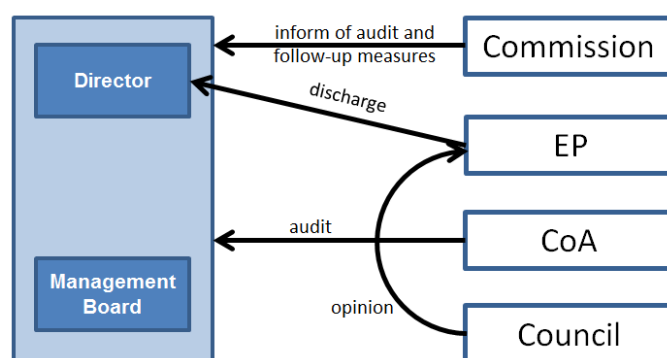 inform of audit and
follow-up measures
Commission
Director
discharge
EP
audit
CoA
Management
Board
opinion
Council